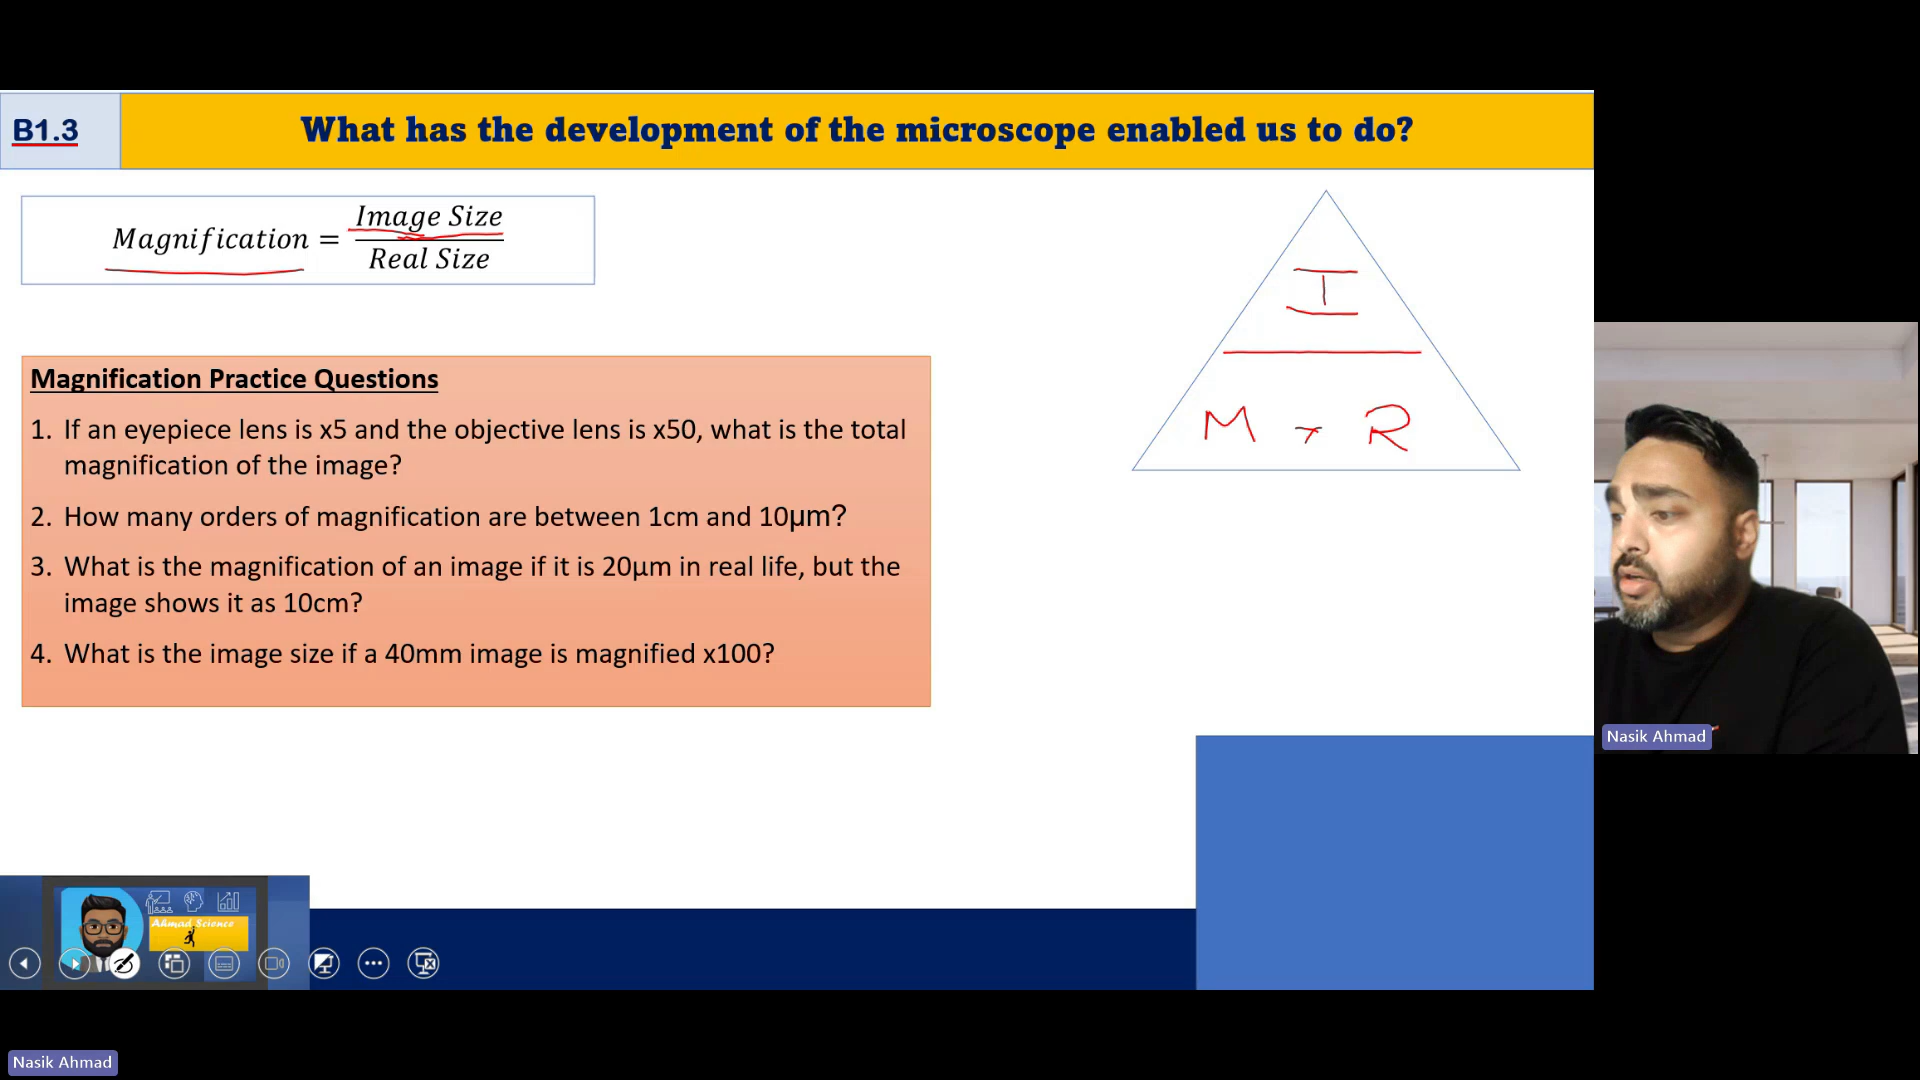 B1.3
What has the development of the microscope enabled us to do?
Magnification = Image Size
Real Size
I
M × R
Magnification Practice Questions
1. If an eyepiece lens is x5 and the objective lens is x50, what is the total
magnification of the image?
2. How many orders of magnification are between 1cm and 10μm?
3. What is the magnification of an image if it is 20μm in real life, but the
image shows it as 10cm?
4. What is the image size if a 40mm image is magnified x100?
Nasik Ahmad
Ahmad Science
Nasik Ahmad